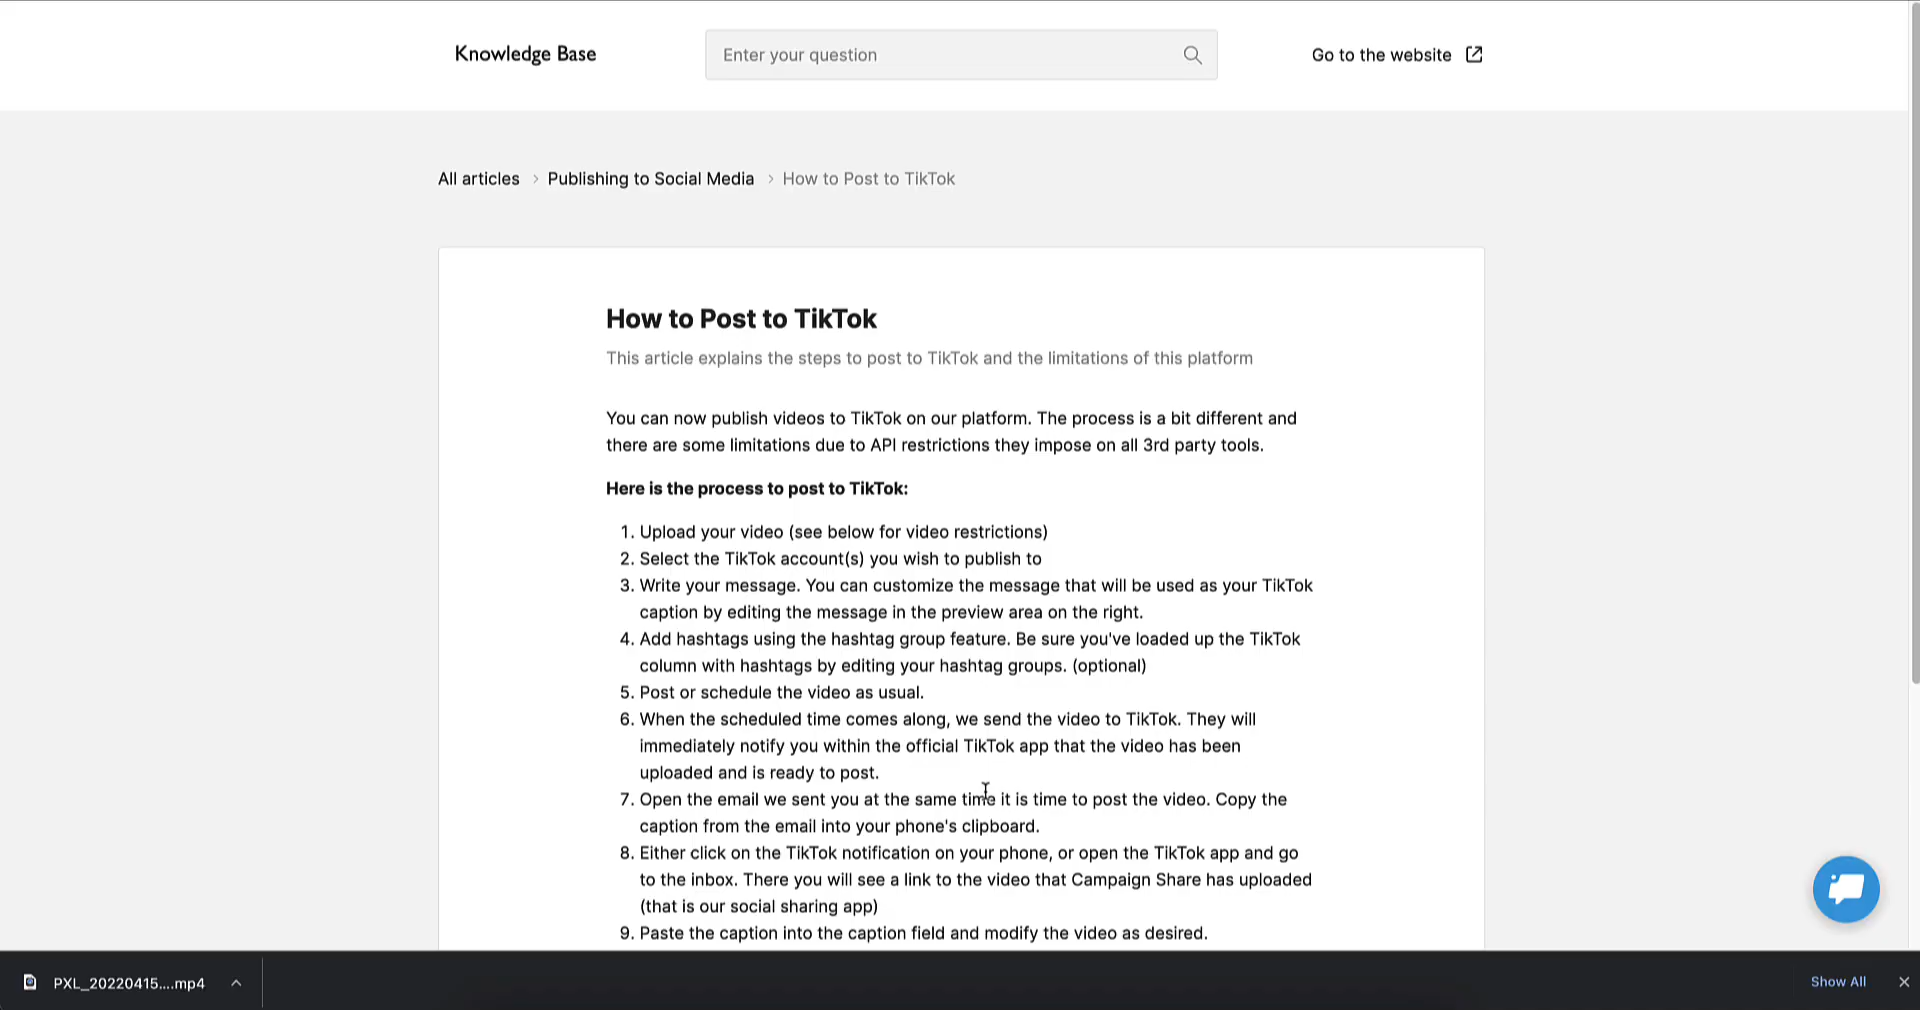 Knowledge Base
Enter your question
Go to the website
All articles > Publishing to Social Media > How to Post to TikTok
How to Post to TikTok
This article explains the steps to post to TikTok and the limitations of this platform
You can now publish videos to TikTok on our platform. The process is a bit different and
there are some limitations due to API restrictions they impose on all 3rd party tools.
Here is the process to post to TikTok:
1. Upload your video (see below for video restrictions)
2. Select the TikTok account(s) you wish to publish to
3. Write your message. You can customize the message that will be used as your TikTok
caption by editing the message in the preview area on the right.
4. Add hashtags using the hashtag group feature. Be sure you've loaded up the TikTok
column with hashtags by editing your hashtag groups. (optional)
5. Post or schedule the video as usual.
6. When the scheduled time comes along, we send the video to TikTok. They will
immediately notify you within the official TikTok app that the video has been
uploaded and is ready to post.
7. Open the email we sent you at the same time it is time to post the video. Copy the
caption from the email into your phone's clipboard.
8. Either click on the TikTok notification on your phone, or open the TikTok app and go
to the inbox. There you will see a link to the video that Campaign Share has uploaded
(that is our social sharing app)
9. Paste the caption into the caption field and modify the video as desired.
PXL_20220415....mp4
Show All